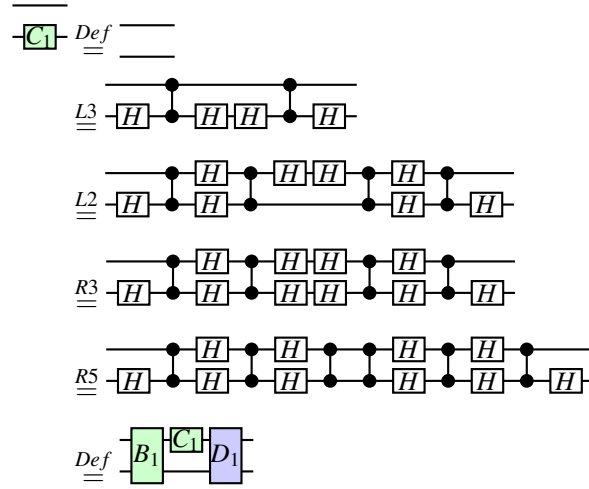 C₁ Def =
L3 = H H H H
H H H H
L2 = H H H H
H H H H
R3 = H H H H H H
H H H H
R5 = H H H H H H
C₁
Def = B₁ D₁